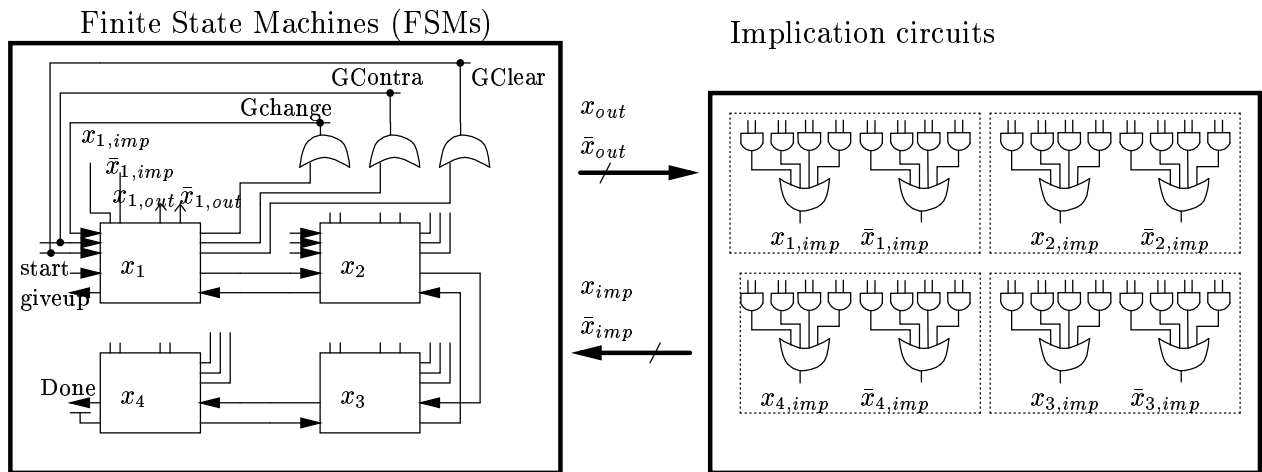 Finite State Machines (FSMs)
Implication circuits
GContra
GClear
Gchange
x_{1,imp}
x̄_{1,imp}
x_{1,out}
x̄_{1,out}
start
giveup
x_1
x_2
Done
x_4
x_3
x_{out}
x̄_{out}
x_{imp}
x̄_{imp}
x_{1,imp} x̄_{1,imp}
x_{2,imp} x̄_{2,imp}
x_{4,imp} x̄_{4,imp}
x_{3,imp} x̄_{3,imp}